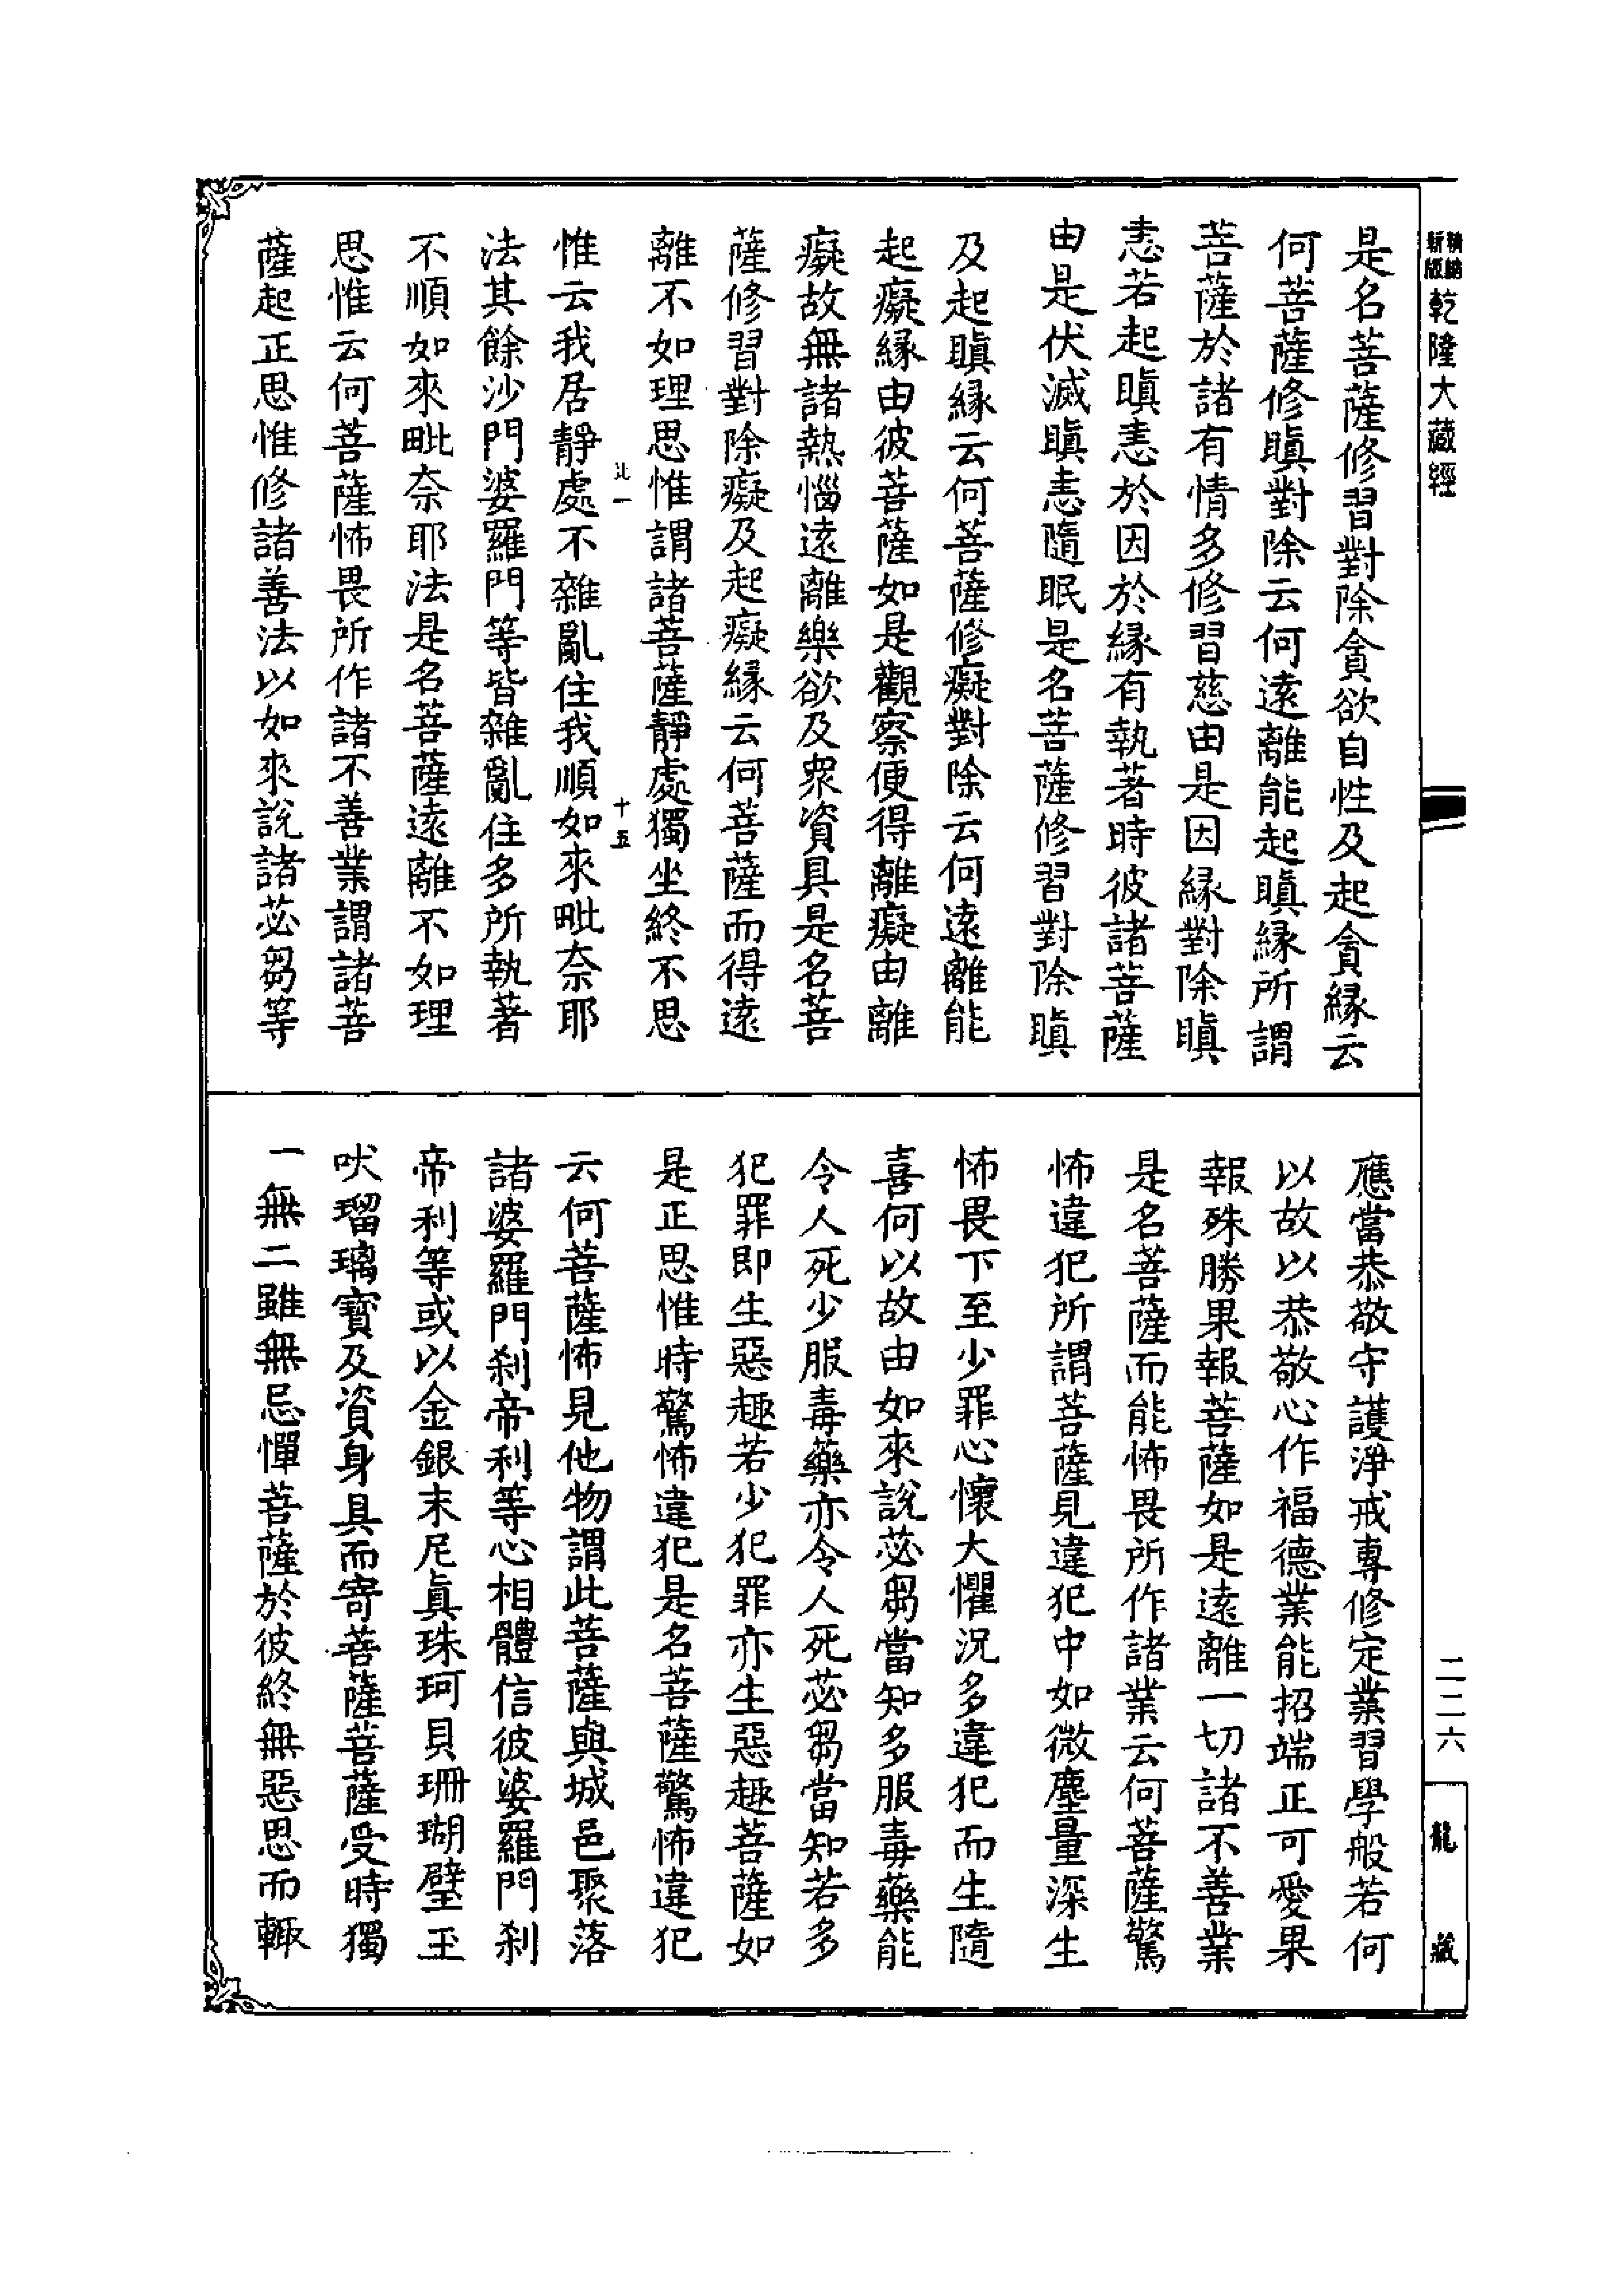 新編
縮版
乾隆大藏經
是名菩薩修習對除貪欲自性及起貪緣云
何菩薩修瞋對除云何遠離能起瞋緣所謂
菩薩於諸有情多修習慈由是因緣對除瞋
恚若起瞋恚於因於緣有執著時彼諸菩薩
由是伏滅瞋恚隨眠是名菩薩修習對除瞋
及起瞋緣云何菩薩修癡對除云何遠離能
起癡緣由彼菩薩如是觀察便得離癡由離
癡故無諸熱惱遠離樂欲及衆資具是名菩
薩修習對除癡及起癡緣云何菩薩而得遠
離不如理思惟謂諸菩薩靜處獨坐終不思
北一
十五
惟云我居靜處不雜亂住我順如來毗奈耶
法其餘沙門婆羅門等皆雜亂住多所執著
不順如來毗奈耶法是名菩薩遠離不如理
思惟云何菩薩怖畏所作諸不善業謂諸菩
薩起正思惟修諸善法以如來說諸苾芻等
應當恭敬守護淨戒專修定業習學般若何
以故以恭敬心作福德業能招端正可愛果
報殊勝果報菩薩如是遠離一切諸不善業
是名菩薩而能怖畏所作諸業云何菩薩驚
怖違犯所謂菩薩見違犯中如微塵量深生
怖畏下至少罪心懷大懼況多違犯而生隨
喜何以故由如來說苾芻當知多服毒藥能
令人死少服毒藥亦令人死苾芻當知若多
犯罪即生惡趣若少犯罪亦生惡趣菩薩如
是正思惟時驚怖違犯是名菩薩驚怖違犯
云何菩薩怖見他物謂此菩薩與城邑聚落
諸婆羅門剎帝利等心相體信彼婆羅門剎
帝利等或以金銀末尼眞珠珂貝珊瑚璧玉
吠瑠璃寶及資身具而寄菩薩菩薩受時獨
一無二雖無忌憚菩薩於彼終無惡思而輙
二二六
龍藏